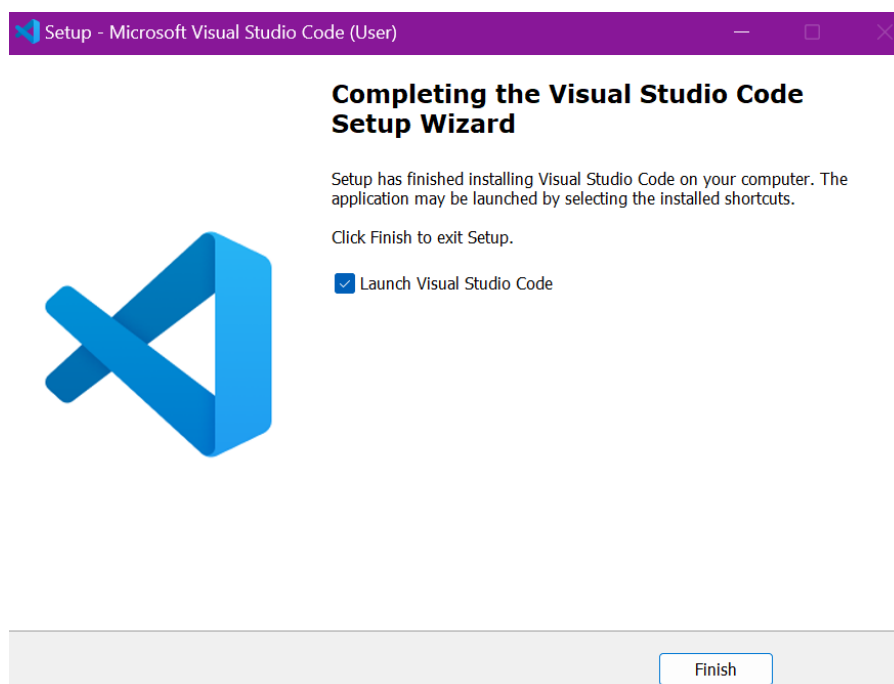 Setup - Microsoft Visual Studio Code (User)
Completing the Visual Studio Code
Setup Wizard
Setup has finished installing Visual Studio Code on your computer. The
application may be launched by selecting the installed shortcuts.
Click Finish to exit Setup.
Launch Visual Studio Code
Finish